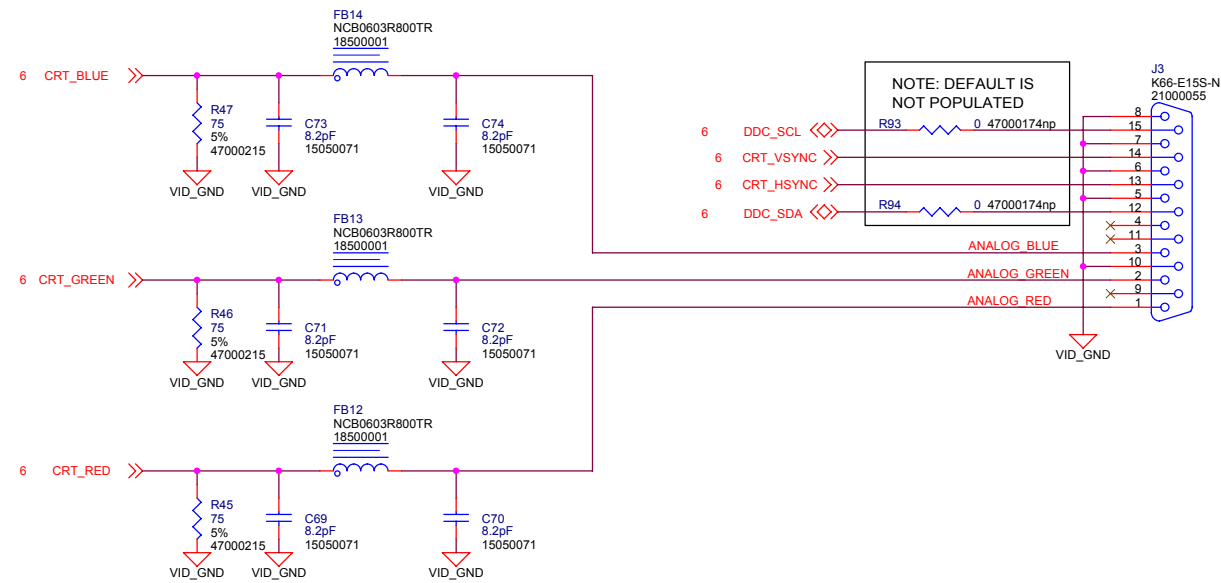 FB14
NCB0603R800TR
18500001
6 CRT_BLUE
R47
75
5%
47000215
C73
8.2pF
15050071
C74
8.2pF
15050071
VID_GND
VID_GND
VID_GND
NOTE: DEFAULT IS
NOT POPULATED
J3
K66-E15S-N
21000055
6 DDC_SCL
R93 0 47000174np
6 CRT_VSYNC
6 CRT_HSYNC
6 DDC_SDA
R94 0 47000174np
8
15
7
14
6
13
5
12
4
11
3
10
2
9
1
ANALOG_BLUE
ANALOG_GREEN
ANALOG_RED
VID_GND
FB13
NCB0603R800TR
18500001
6 CRT_GREEN
R46
75
5%
47000215
C71
8.2pF
15050071
C72
8.2pF
15050071
VID_GND
VID_GND
VID_GND
FB12
NCB0603R800TR
18500001
6 CRT_RED
R45
75
5%
47000215
C69
8.2pF
15050071
C70
8.2pF
15050071
VID_GND
VID_GND
VID_GND